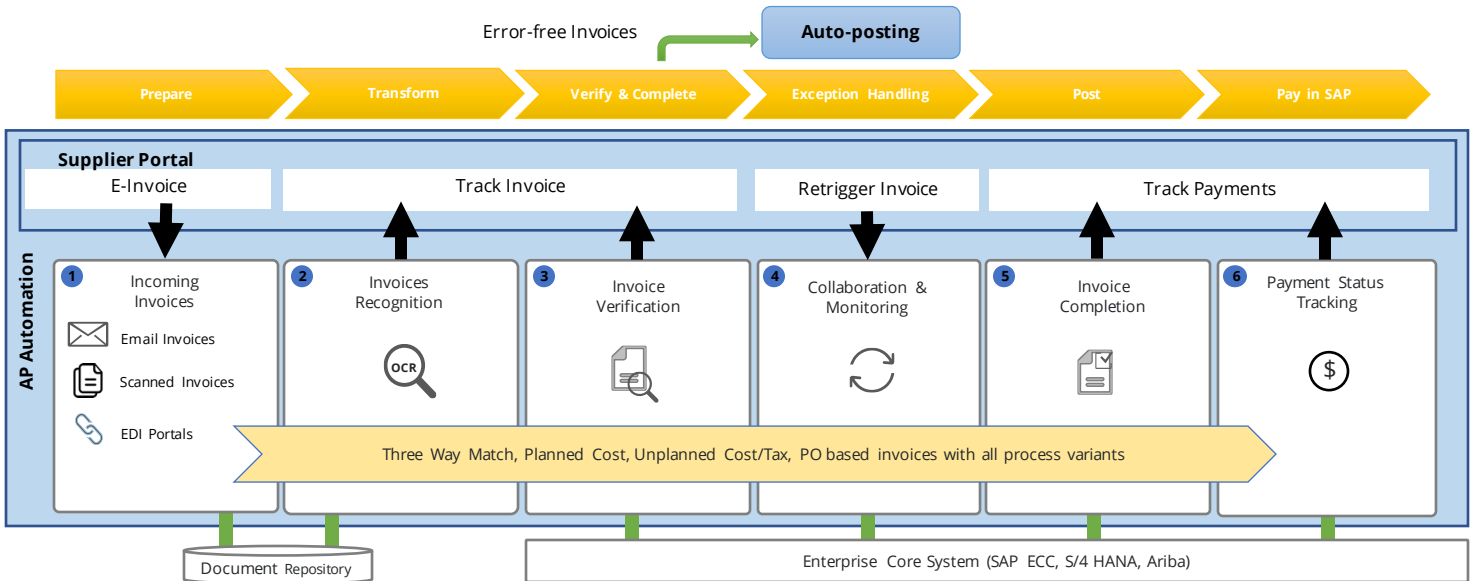 Error-free Invoices
Auto-posting
Prepare
Transform
Verify & Complete
Exception Handling
Post
Pay in SAP
Supplier Portal
E-Invoice
Track Invoice
Retrigger Invoice
Track Payments
AP Automation
1
Incoming
Invoices
Email Invoices
Scanned Invoices
EDI Portals
2
Invoices
Recognition
OCR
3
Invoice
Verification
4
Collaboration &
Monitoring
5
Invoice
Completion
6
Payment Status
Tracking
$
Three Way Match, Planned Cost, Unplanned Cost/Tax, PO based invoices with all process variants
Document Repository
Enterprise Core System (SAP ECC, S/4 HANA, Ariba)